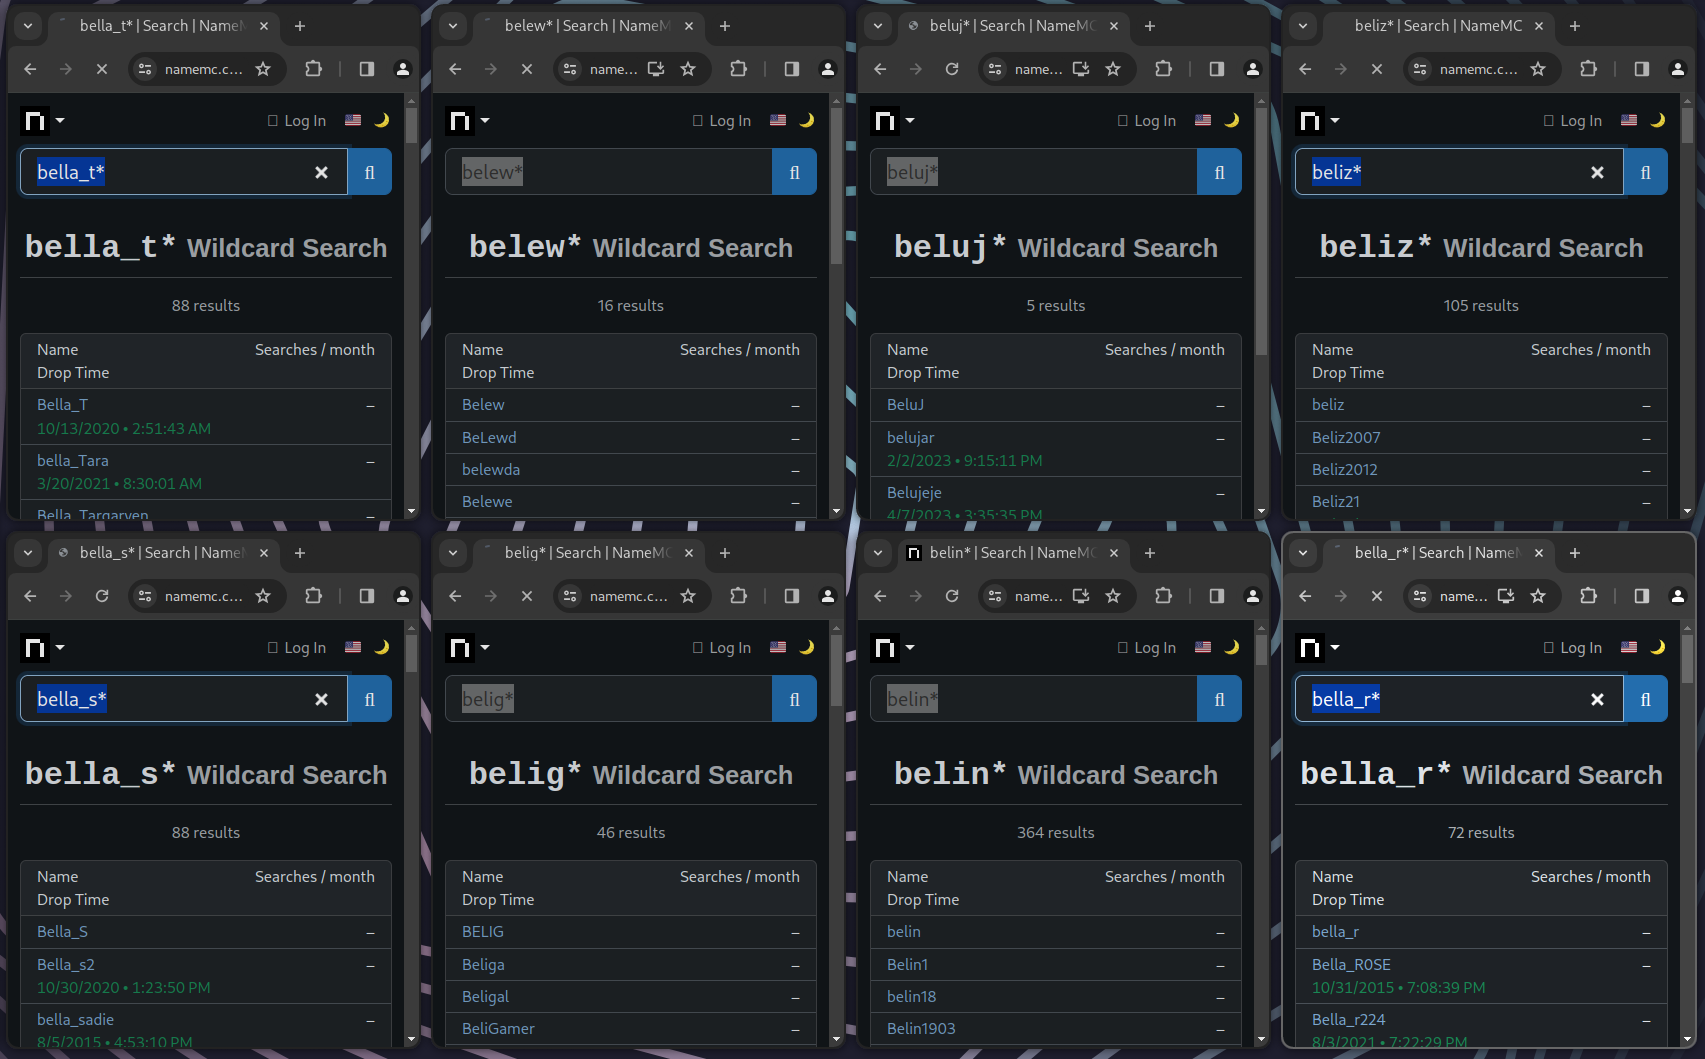 bella_t* | Search | NameM
namemc.c...
Log In
bella_t*
bella_t* Wildcard Search
88 results
Name Searches / month
Drop Time
Bella_T –
10/13/2020 • 2:51:43 AM
bella_Tara –
3/20/2021 • 8:30:01 AM
Bella_Targaryen –
belew* | Search | NameMC
name...
Log In
belew*
belew* Wildcard Search
16 results
Name Searches / month
Drop Time
Belew –
BeLewd –
belewda –
Belewe –
beluj* | Search | NameMC
name...
Log In
beluj*
beluj* Wildcard Search
5 results
Name Searches / month
Drop Time
BeluJ –
belujar –
2/2/2023 • 9:15:11 PM
Belujeje –
4/7/2023 • 3:35:35 PM
beliz* | Search | NameMC
namemc.c...
Log In
beliz*
beliz* Wildcard Search
105 results
Name Searches / month
Drop Time
beliz –
Beliz2007 –
Beliz2012 –
Beliz21 –
bella_s* | Search | NameM
namemc.c...
Log In
bella_s*
bella_s* Wildcard Search
88 results
Name Searches / month
Drop Time
Bella_S –
Bella_s2 –
10/30/2020 • 1:23:50 PM
bella_sadie –
8/5/2015 • 4:53:10 PM
belig* | Search | NameMC
namemc.c...
Log In
belig*
belig* Wildcard Search
46 results
Name Searches / month
Drop Time
BELIG –
Beliga –
Beligal –
BeliGamer –
belin* | Search | NameMC
name...
Log In
belin*
belin* Wildcard Search
364 results
Name Searches / month
Drop Time
belin –
Belin1 –
belin18 –
Belin1903 –
bella_r* | Search | NameM
name...
Log In
bella_r*
bella_r* Wildcard Search
72 results
Name Searches / month
Drop Time
bella_r –
Bella_R0SE –
10/31/2015 • 7:08:39 PM
Bella_r224 –
8/3/2021 • 7:22:29 PM